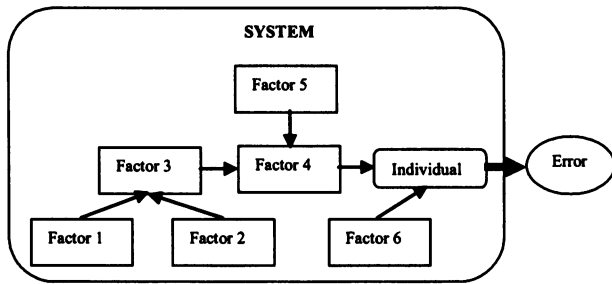 SYSTEM
Factor 5
Factor 3
Factor 4
Individual
Error
Factor 1
Factor 2
Factor 6